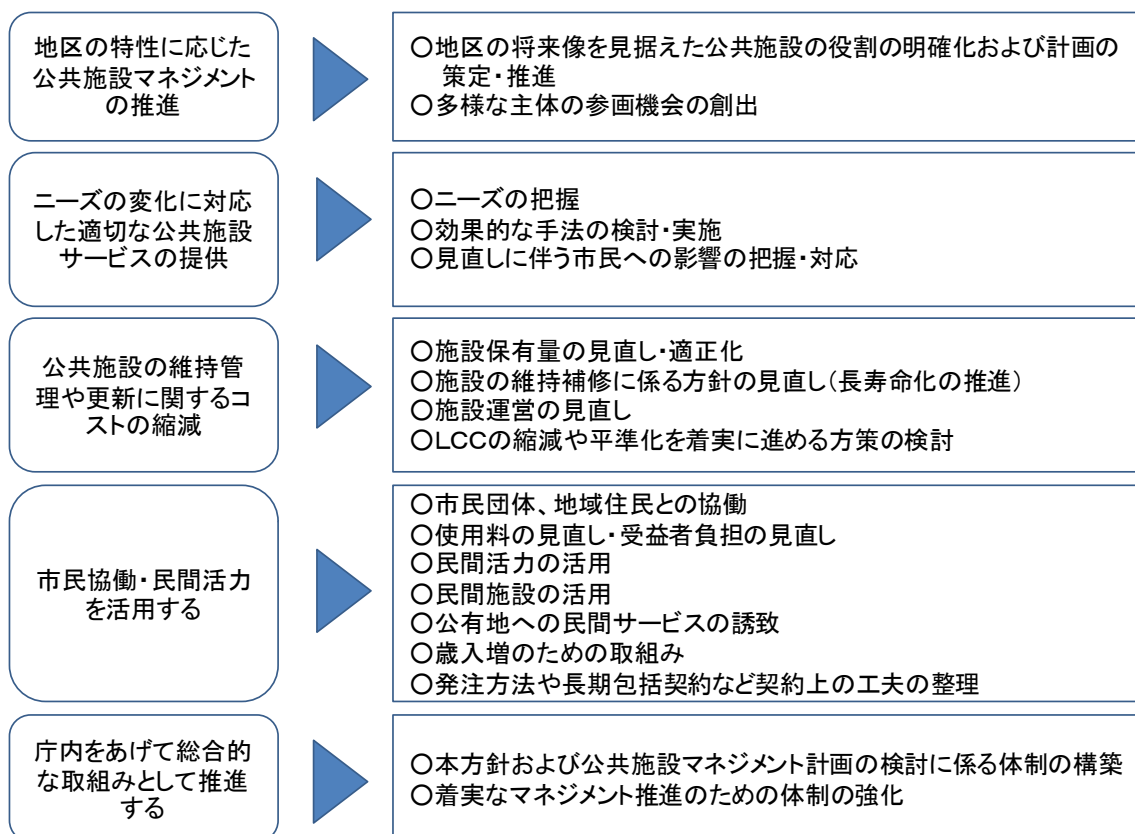 地区の特性に応じた
公共施設マネジメント
の推進
〇地区の将来像を見据えた公共施設の役割の明確化および計画の
策定・推進
〇多様な主体の参画機会の創出
ニーズの変化に対応
した適切な公共施設
サービスの提供
〇ニーズの把握
〇効果的な手法の検討・実施
〇見直しに伴う市民への影響の把握・対応
公共施設の維持管
理や更新に関するコ
ストの縮減
〇施設保有量の見直し・適正化
〇施設の維持補修に係る方針の見直し(長寿命化の推進)
〇施設運営の見直し
〇LCCの縮減や平準化を着実に進める方策の検討
市民協働・民間活力
を活用する
〇市民団体、地域住民との協働
〇使用料の見直し・受益者負担の見直し
〇民間活力の活用
〇民間施設の活用
〇公有地への民間サービスの誘致
〇歳入増のための取組み
〇発注方法や長期包括契約など契約上の工夫の整理
庁内をあげて総合的
な取組みとして推進
する
〇本方針および公共施設マネジメント計画の検討に係る体制の構築
〇着実なマネジメント推進のための体制の強化